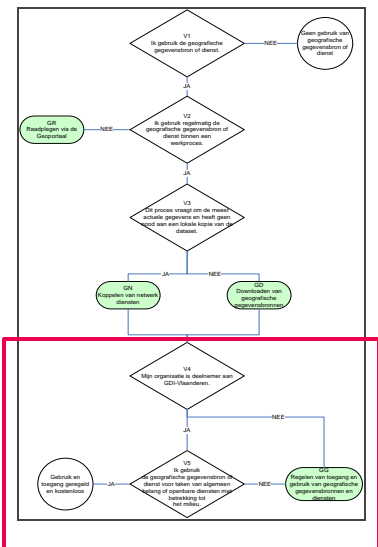 V1
Ik gebruik de geografische
gegevensbron of dienst.
NEE
Geen gebruik van
geografische
gegevensbron of
dienst
JA
V2
Ik gebruik regelmatig de
geografische gegevensbron of
dienst binnen een
werkproces.
NEE
GR
Raadplegen via de
Geoportaal
JA
V3
Dit proces vraagt om de meest
actuele gegevens en heeft geen
nood aan een lokale kopie van de
dataset.
JA
NEE
GN
Koppelen van netwerk
diensten
GD
Downloaden van
geografische
gegevensbronnen
V4
Mijn organisatie is deelnemer aan
GDI-Vlaanderen.
NEE
JA
V5
Ik gebruik
de geografische gegevensbron of
dienst voor taken van algemeen
belang of openbare diensten met
betrekking tot
het milieu.
JA
Gebruik en
toegang geregeld
en kostenloos
NEE
GG
Regelen van toegang en
gebruik van geografische
gegevensbronnen en
diensten